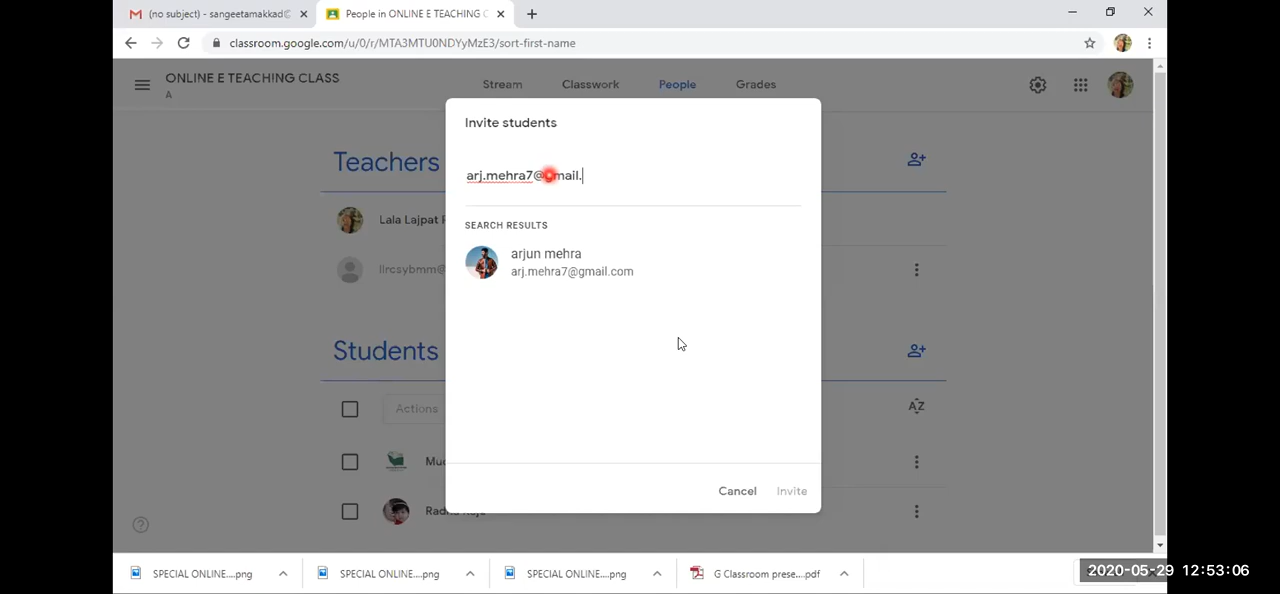 (no subject) - sangeetamakkad@
People in ONLINE E TEACHING C
classroom.google.com/u/0/r/MTA3MTU0NDYyMzE3/sort-first-name
ONLINE E TEACHING CLASS
A
Stream
Classwork
People
Grades
Invite students
arj.mehra7@gmail.
SEARCH RESULTS
arjun mehra
arj.mehra7@gmail.com
Cancel
Invite
Teachers
Lala Lajpat
llrcsybmm@
Students
Actions
AZ
SPECIAL ONLINE....png
SPECIAL ONLINE....png
SPECIAL ONLINE....png
G Classroom prese....pdf
2020-05-29 12:53:06